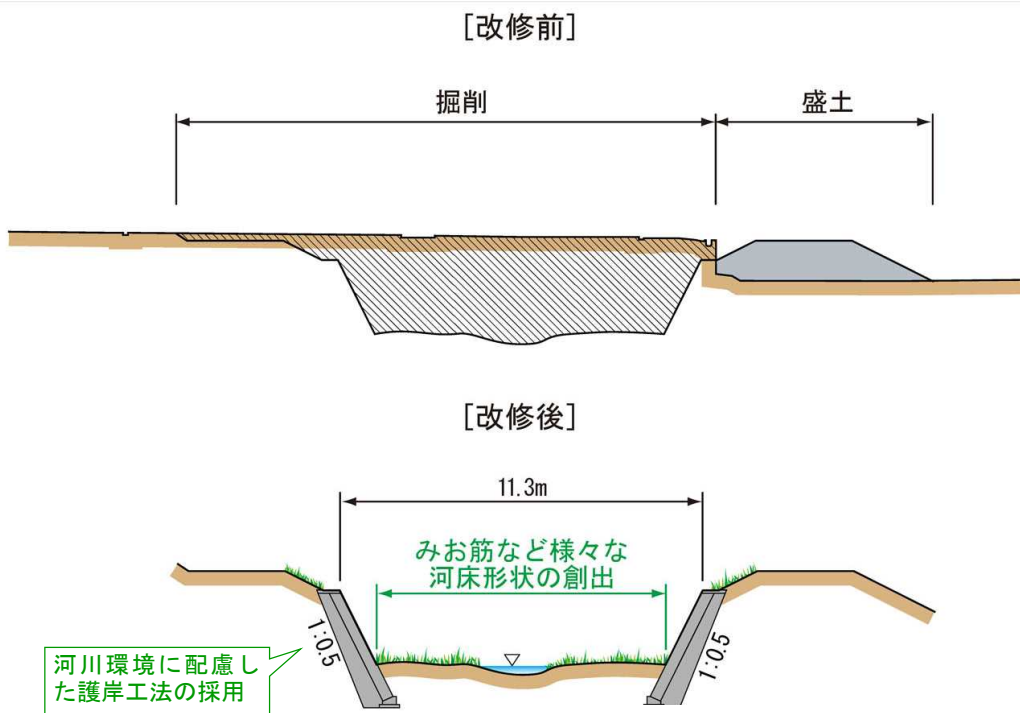 [改修前]
掘削
盛土
[改修後]
11.3m
みお筋など様々な
河床形状の創出
1:0.5
1:0.5
河川環境に配慮し
た護岸工法の採用